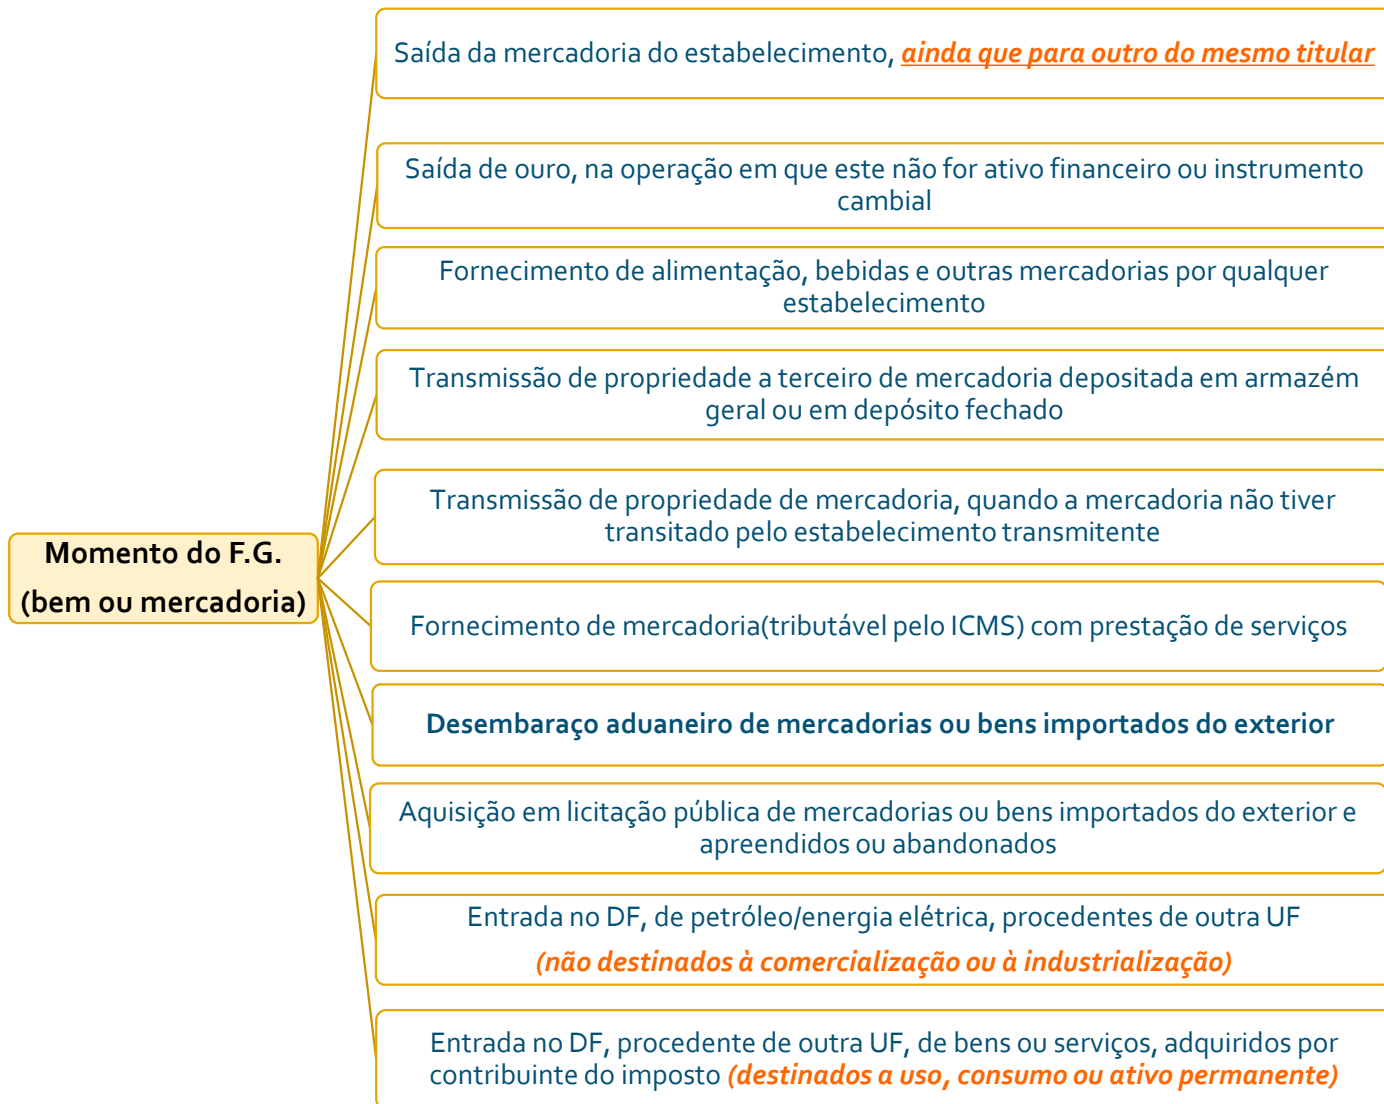 Saída da mercadoria do estabelecimento, ainda que para outro do mesmo titular
Saída de ouro, na operação em que este não for ativo financeiro ou instrumento
cambial
Fornecimento de alimentação, bebidas e outras mercadorias por qualquer
estabelecimento
Transmissão de propriedade a terceiro de mercadoria depositada em armazém
geral ou em depósito fechado
Transmissão de propriedade de mercadoria, quando a mercadoria não tiver
transitado pelo estabelecimento transmitente
Momento do F.G.
(bem ou mercadoria)
Fornecimento de mercadoria(tributável pelo ICMS) com prestação de serviços
Desembaraço aduaneiro de mercadorias ou bens importados do exterior
Aquisição em licitação pública de mercadorias ou bens importados do exterior e
apreendidos ou abandonados
Entrada no DF, de petróleo/energia elétrica, procedentes de outra UF
(não destinados à comercialização ou à industrialização)
Entrada no DF, procedente de outra UF, de bens ou serviços, adquiridos por
contribuinte do imposto (destinados a uso, consumo ou ativo permanente)